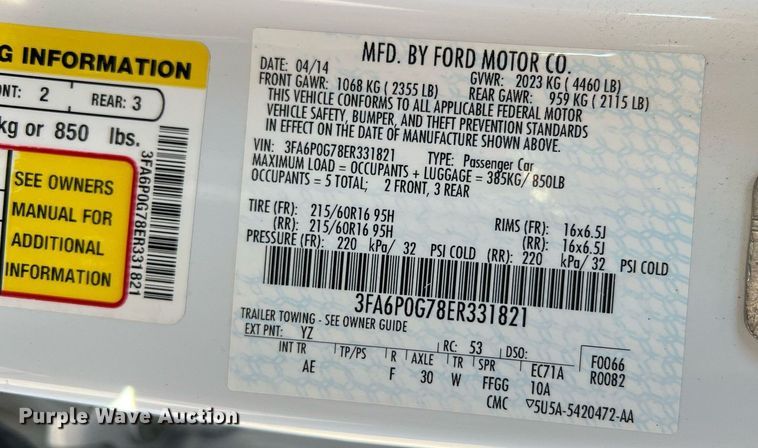 G INFORMATION
NT: 2 REAR: 3
kg or 850 lbs.
SEE OWNERS
MANUAL FOR
ADDITIONAL
INFORMATION
3FA6P0G78ER331821
MFD. BY FORD MOTOR CO.
DATE: 04/14 GVWR: 2023 KG ( 4460 LB)
FRONT GAWR: 1068 KG ( 2355 LB) REAR GAWR: 959 KG ( 2115 LB)
THIS VEHICLE CONFORMS TO ALL APPLICABLE FEDERAL MOTOR
VEHICLE SAFETY, BUMPER, AND THEFT PREVENTION STANDARDS
IN EFFECT ON THE DATE OF MANUFACTURE SHOWN ABOVE.
VIN: 3FA6P0G78ER331821 TYPE: Passenger Car
MAXIMUM LOAD = OCCUPANTS + LUGGAGE = 385KG/ 850LB
OCCUPANTS = 5 TOTAL; 2 FRONT, 3 REAR
TIRE (FR): 215/60R16 95H RIMS (FR): 16x6.5J
(RR): 215/60R16 95H (RR): 16x6.5J
PRESSURE (FR): 220 kPa/ 32 PSI COLD (RR): 220 kPa/ 32 PSI COLD
3FA6P0G78ER331821
TRAILER TOWING - SEE OWNER GUIDE
EXT PNT: YZ RC: 53 DSO: F0066
R0082
INT TR TP/PS R AXLE TR SPR EC71A
AE F 30 W FFGG 10A
CMC ▽5U5A-5420472-AA
Purple Wave Auction